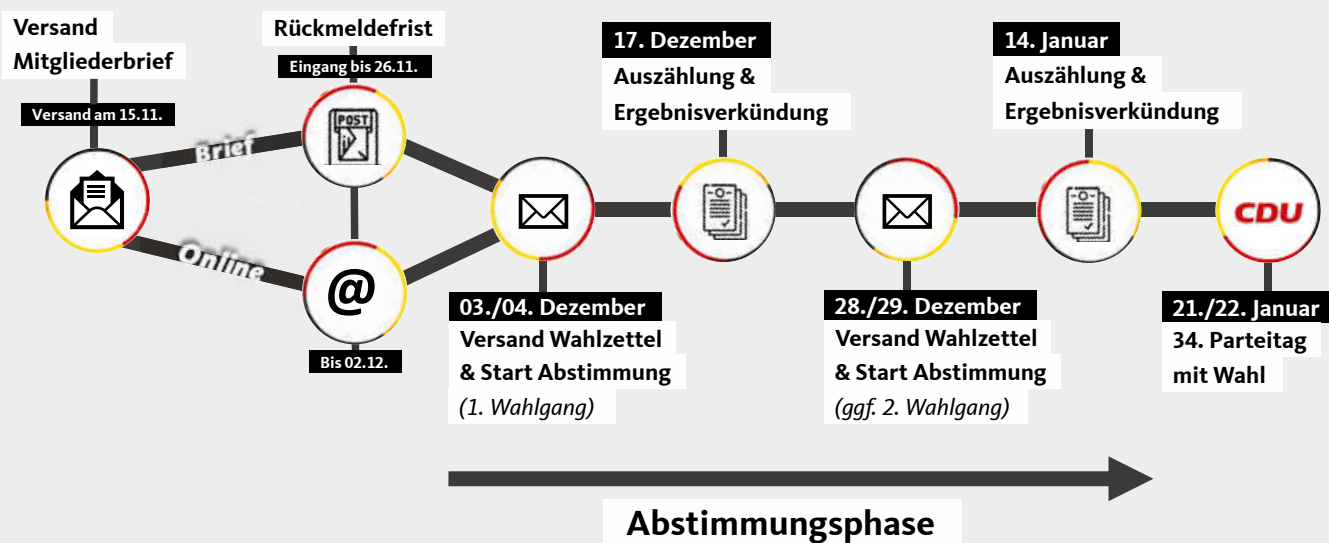 Versand
Mitgliederbrief
Versand am 15.11.
Brief
Online
Rückmeldefrist
Eingang bis 26.11.
POST
@
Bis 02.12.
03./04. Dezember
Versand Wahlzettel
& Start Abstimmung
(1. Wahlgang)
17. Dezember
Auszählung &
Ergebnisverkündung
28./29. Dezember
Versand Wahlzettel
& Start Abstimmung
(ggf. 2. Wahlgang)
14. Januar
Auszählung &
Ergebnisverkündung
CDU
21./22. Januar
34. Parteitag
mit Wahl
Abstimmungsphase